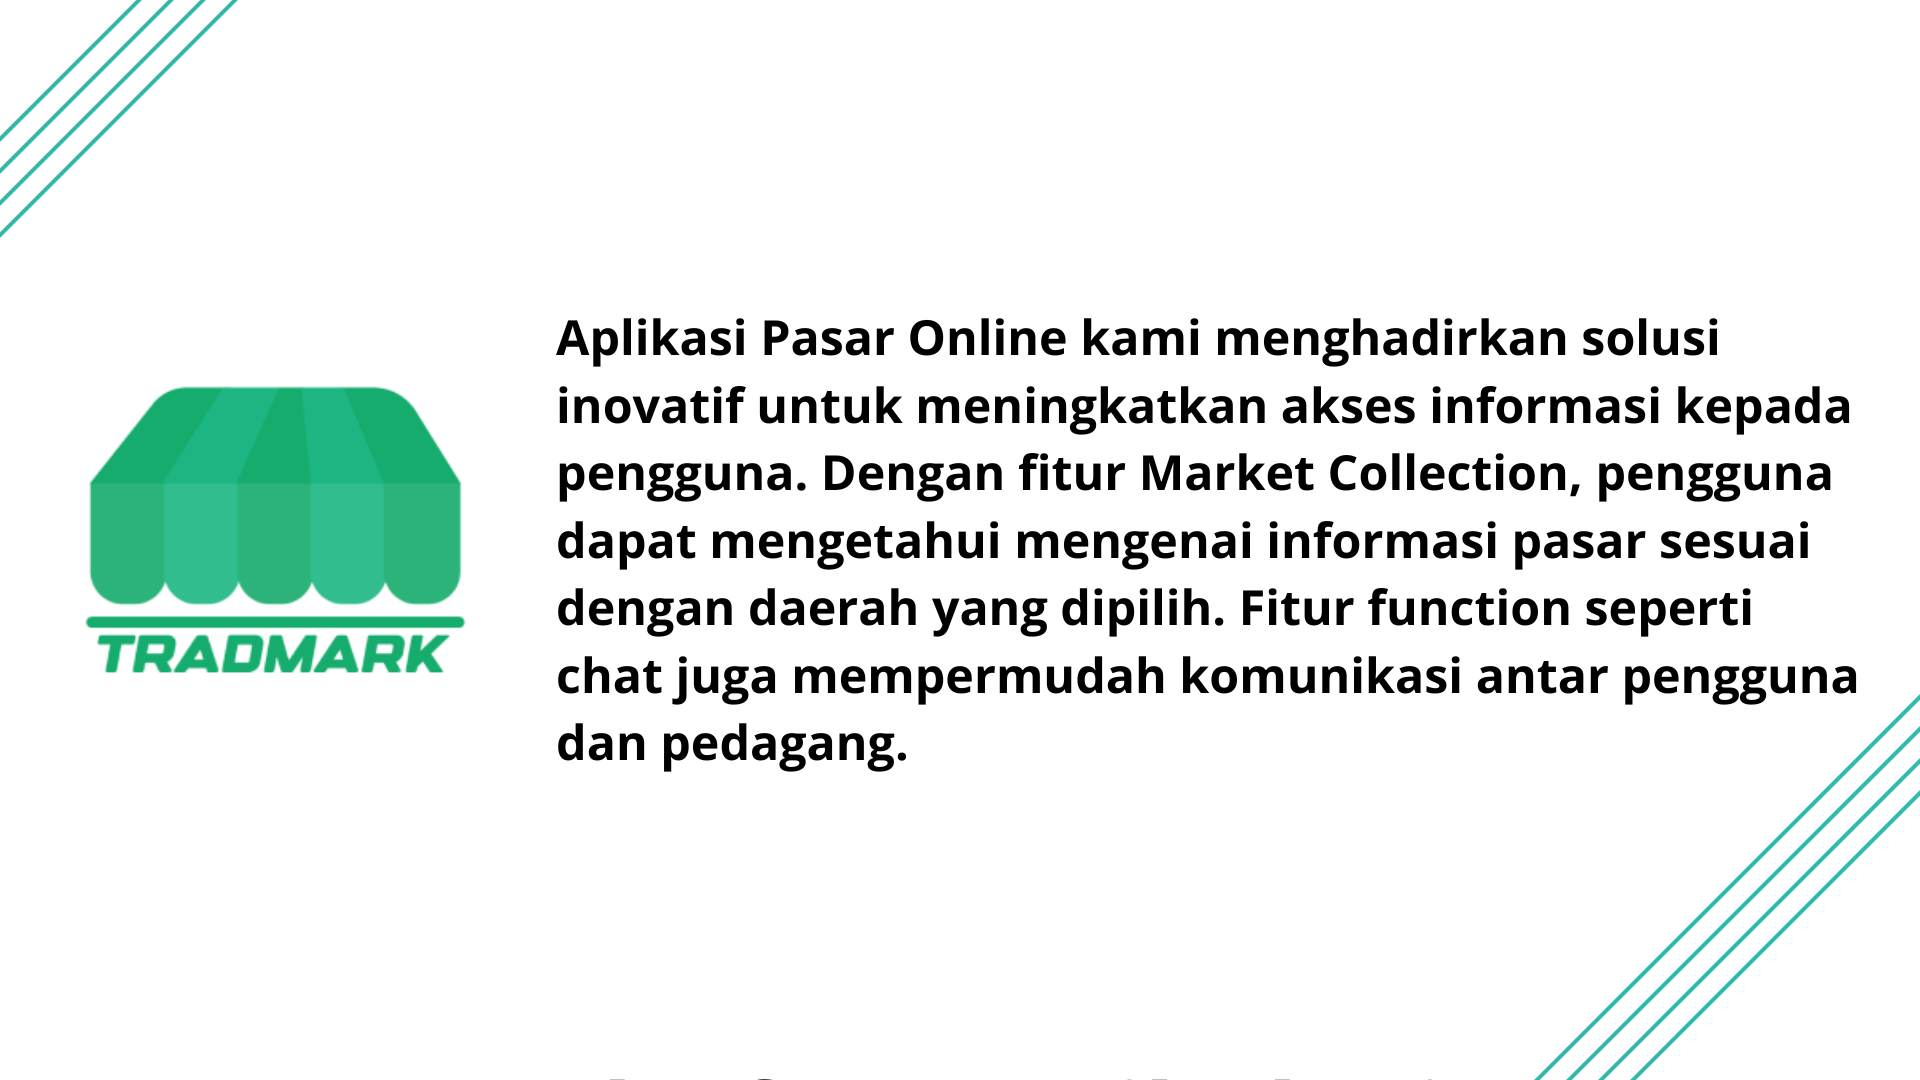 Aplikasi Pasar Online kami menghadirkan solusi
inovatif untuk meningkatkan akses informasi kepada
pengguna. Dengan fitur Market Collection, pengguna
dapat mengetahui mengenai informasi pasar sesuai
dengan daerah yang dipilih. Fitur function seperti
chat juga mempermudah komunikasi antar pengguna
dan pedagang.
TRADMARK